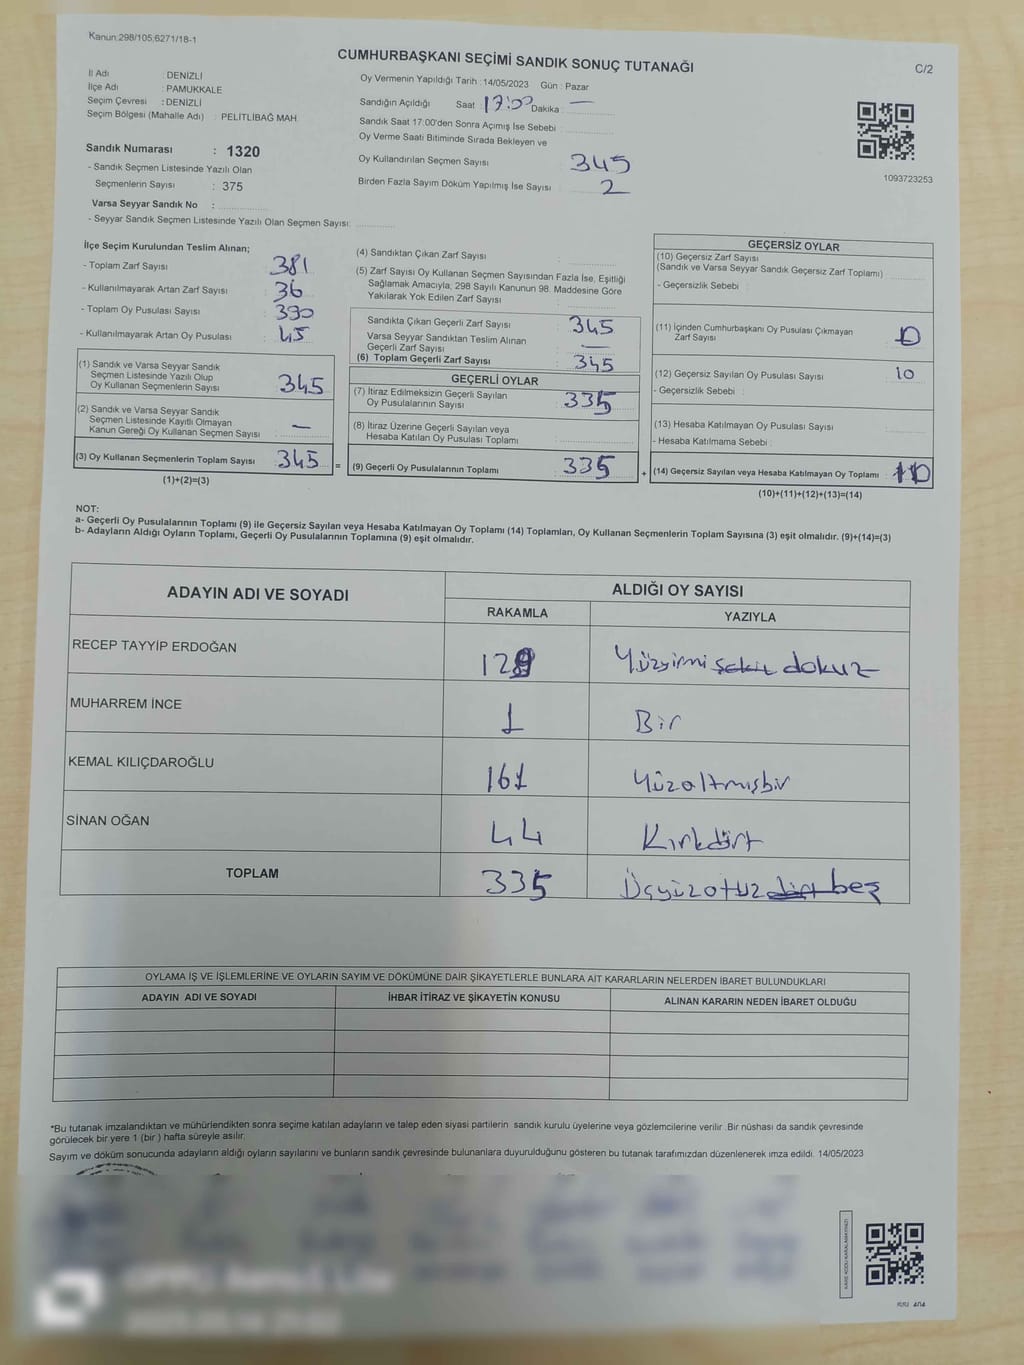 Kanun:298/105;6271/18-1
CUMHURBAŞKANI SEÇİMİ SANDIK SONUÇ TUTANAĞI
C/2
İl Adı : DENİZLİ
İlçe Adı : PAMUKKALE
Seçim Çevresi : DENİZLİ
Seçim Bölgesi (Mahalle Adı) : PELİTLİBAĞ MAH.
Sandık Numarası : 1320
- Sandık Seçmen Listesinde Yazılı Olan
Seçmenlerin Sayısı : 375
Varsa Seyyar Sandık No :
- Seyyar Sandık Seçmen Listesinde Yazılı Olan Seçmen Sayısı:
Oy Vermenin Yapıldığı Tarih : 14/05/2023 Gün : Pazar
Sandığın Açıldığı Saat : 17:00 Dakika : —
Sandık Saat 17:00'den Sonra Açımış İse Sebebi :
Oy Verme Saati Bitiminde Sırada Bekleyen ve
Oy Kullandırılan Seçmen Sayısı 345
Birden Fazla Sayım Döküm Yapılmış İse Sayısı 2
1093723253
İlçe Seçim Kurulundan Teslim Alınan;
- Toplam Zarf Sayısı : 381
- Kullanılmayarak Artan Zarf Sayısı : 36
- Toplam Oy Pusulası Sayısı : 390
- Kullanılmayarak Artan Oy Pusulası : 45
(1) Sandık ve Varsa Seyyar Sandık
Seçmen Listesinde Yazılı Olup
Oy Kullanan Seçmenlerin Sayısı : 345
(2) Sandık ve Varsa Seyyar Sandık
Seçmen Listesinde Kayıtlı Olmayan
Kanun Gereği Oy Kullanan Seçmen Sayısı : —
(3) Oy Kullanan Seçmenlerin Toplam Sayısı : 345
(1)+(2)=(3)
=
(4) Sandıktan Çıkan Zarf Sayısı :
(5) Zarf Sayısı Oy Kullanan Seçmen Sayısından Fazla İse, Eşitliği
Sağlamak Amacıyla; 298 Sayılı Kanunun 98. Maddesine Göre
Yakılarak Yok Edilen Zarf Sayısı :
Sandıkta Çıkan Geçerli Zarf Sayısı : 345
Varsa Seyyar Sandıktan Teslim Alınan
Geçerli Zarf Sayısı : —
(6) Toplam Geçerli Zarf Sayısı : 345
GEÇERLİ OYLAR
(7) İtiraz Edilmeksizin Geçerli Sayılan
Oy Pusulalarının Sayısı : 335
(8) İtiraz Üzerine Geçerli Sayılan veya
Hesaba Katılan Oy Pusulası Toplamı :
(9) Geçerli Oy Pusulalarının Toplamı : 335
+
GEÇERSİZ OYLAR
(10) Geçersiz Zarf Sayısı
(Sandık ve Varsa Seyyar Sandık Geçersiz Zarf Toplamı)
- Geçersizlik Sebebi :
(11) İçinden Cumhurbaşkanı Oy Pusulası Çıkmayan
Zarf Sayısı : 0
(12) Geçersiz Sayılan Oy Pusulası Sayısı : 10
- Geçersizlik Sebebi :
(13) Hesaba Katılmayan Oy Pusulası Sayısı :
- Hesaba Katılmama Sebebi :
(14) Geçersiz Sayılan veya Hesaba Katılmayan Oy Toplamı : 10
(10)+(11)+(12)+(13)=(14)
NOT:
a- Geçerli Oy Pusulalarının Toplamı (9) ile Geçersiz Sayılan veya Hesaba Katılmayan Oy Toplamı (14) Toplamları, Oy Kullanan Seçmenlerin Toplam Sayısına (3) eşit olmalıdır. (9)+(14)=(3)
b- Adayların Aldığı Oyların Toplamı, Geçerli Oy Pusulalarının Toplamına (9) eşit olmalıdır.
ADAYIN ADI VE SOYADI ALDIĞI OY SAYISI
RAKAMLA YAZIYLA
RECEP TAYYİP ERDOĞAN 129 Yüzyirmi şekiz dokuz
MUHARREM İNCE 1 Bir
KEMAL KILIÇDAROĞLU 161 Yüzaltmışbir
SİNAN OĞAN 44 Kırkdört
TOPLAM 335 Üçyüzotuzdört beş
OYLAMA İŞ VE İŞLEMLERİNE VE OYLARIN SAYIM VE DÖKÜMÜNE DAİR ŞİKAYETLERLE BUNLARA AİT KARARLARIN NELERDEN İBARET BULUNDUKLARI
ADAYIN ADI VE SOYADI İHBAR İTİRAZ VE ŞİKAYETİN KONUSU ALINAN KARARIN NEDEN İBARET OLDUĞU
*Bu tutanak imzalandıktan ve mühürlendikten sonra seçime katılan adayların ve talep eden siyasi partilerin sandık kurulu üyelerine veya gözlemcilerine verilir. Bir nüshası da sandık çevresinde
görülecek bir yere 1 (bir ) hafta süreyle asılır.
Sayım ve döküm sonucunda adayların aldığı oyların sayılarını ve bunların sandık çevresinde bulunanlara duyurulduğunu gösteren bu tutanak tarafımızdan düzenlenerek imza edildi. 14/05/2023